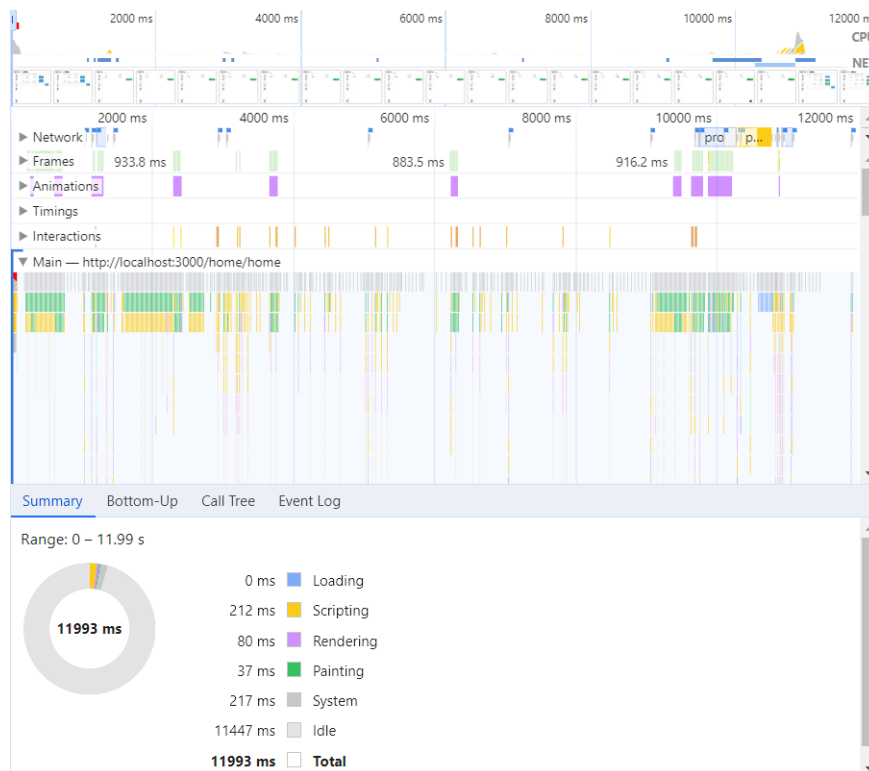 2000 ms 4000 ms 6000 ms 8000 ms 10000 ms 12000 m
CPU
NE
2000 ms 4000 ms 6000 ms 8000 ms 10000 ms 12000 ms
Network pro p...
Frames 933.8 ms 883.5 ms 916.2 ms
Animations
Timings
Interactions
Main — http://localhost:3000/home/home
Summary Bottom-Up Call Tree Event Log
Range: 0 – 11.99 s
11993 ms
0 ms Loading
212 ms Scripting
80 ms Rendering
37 ms Painting
217 ms System
11447 ms Idle
11993 ms Total